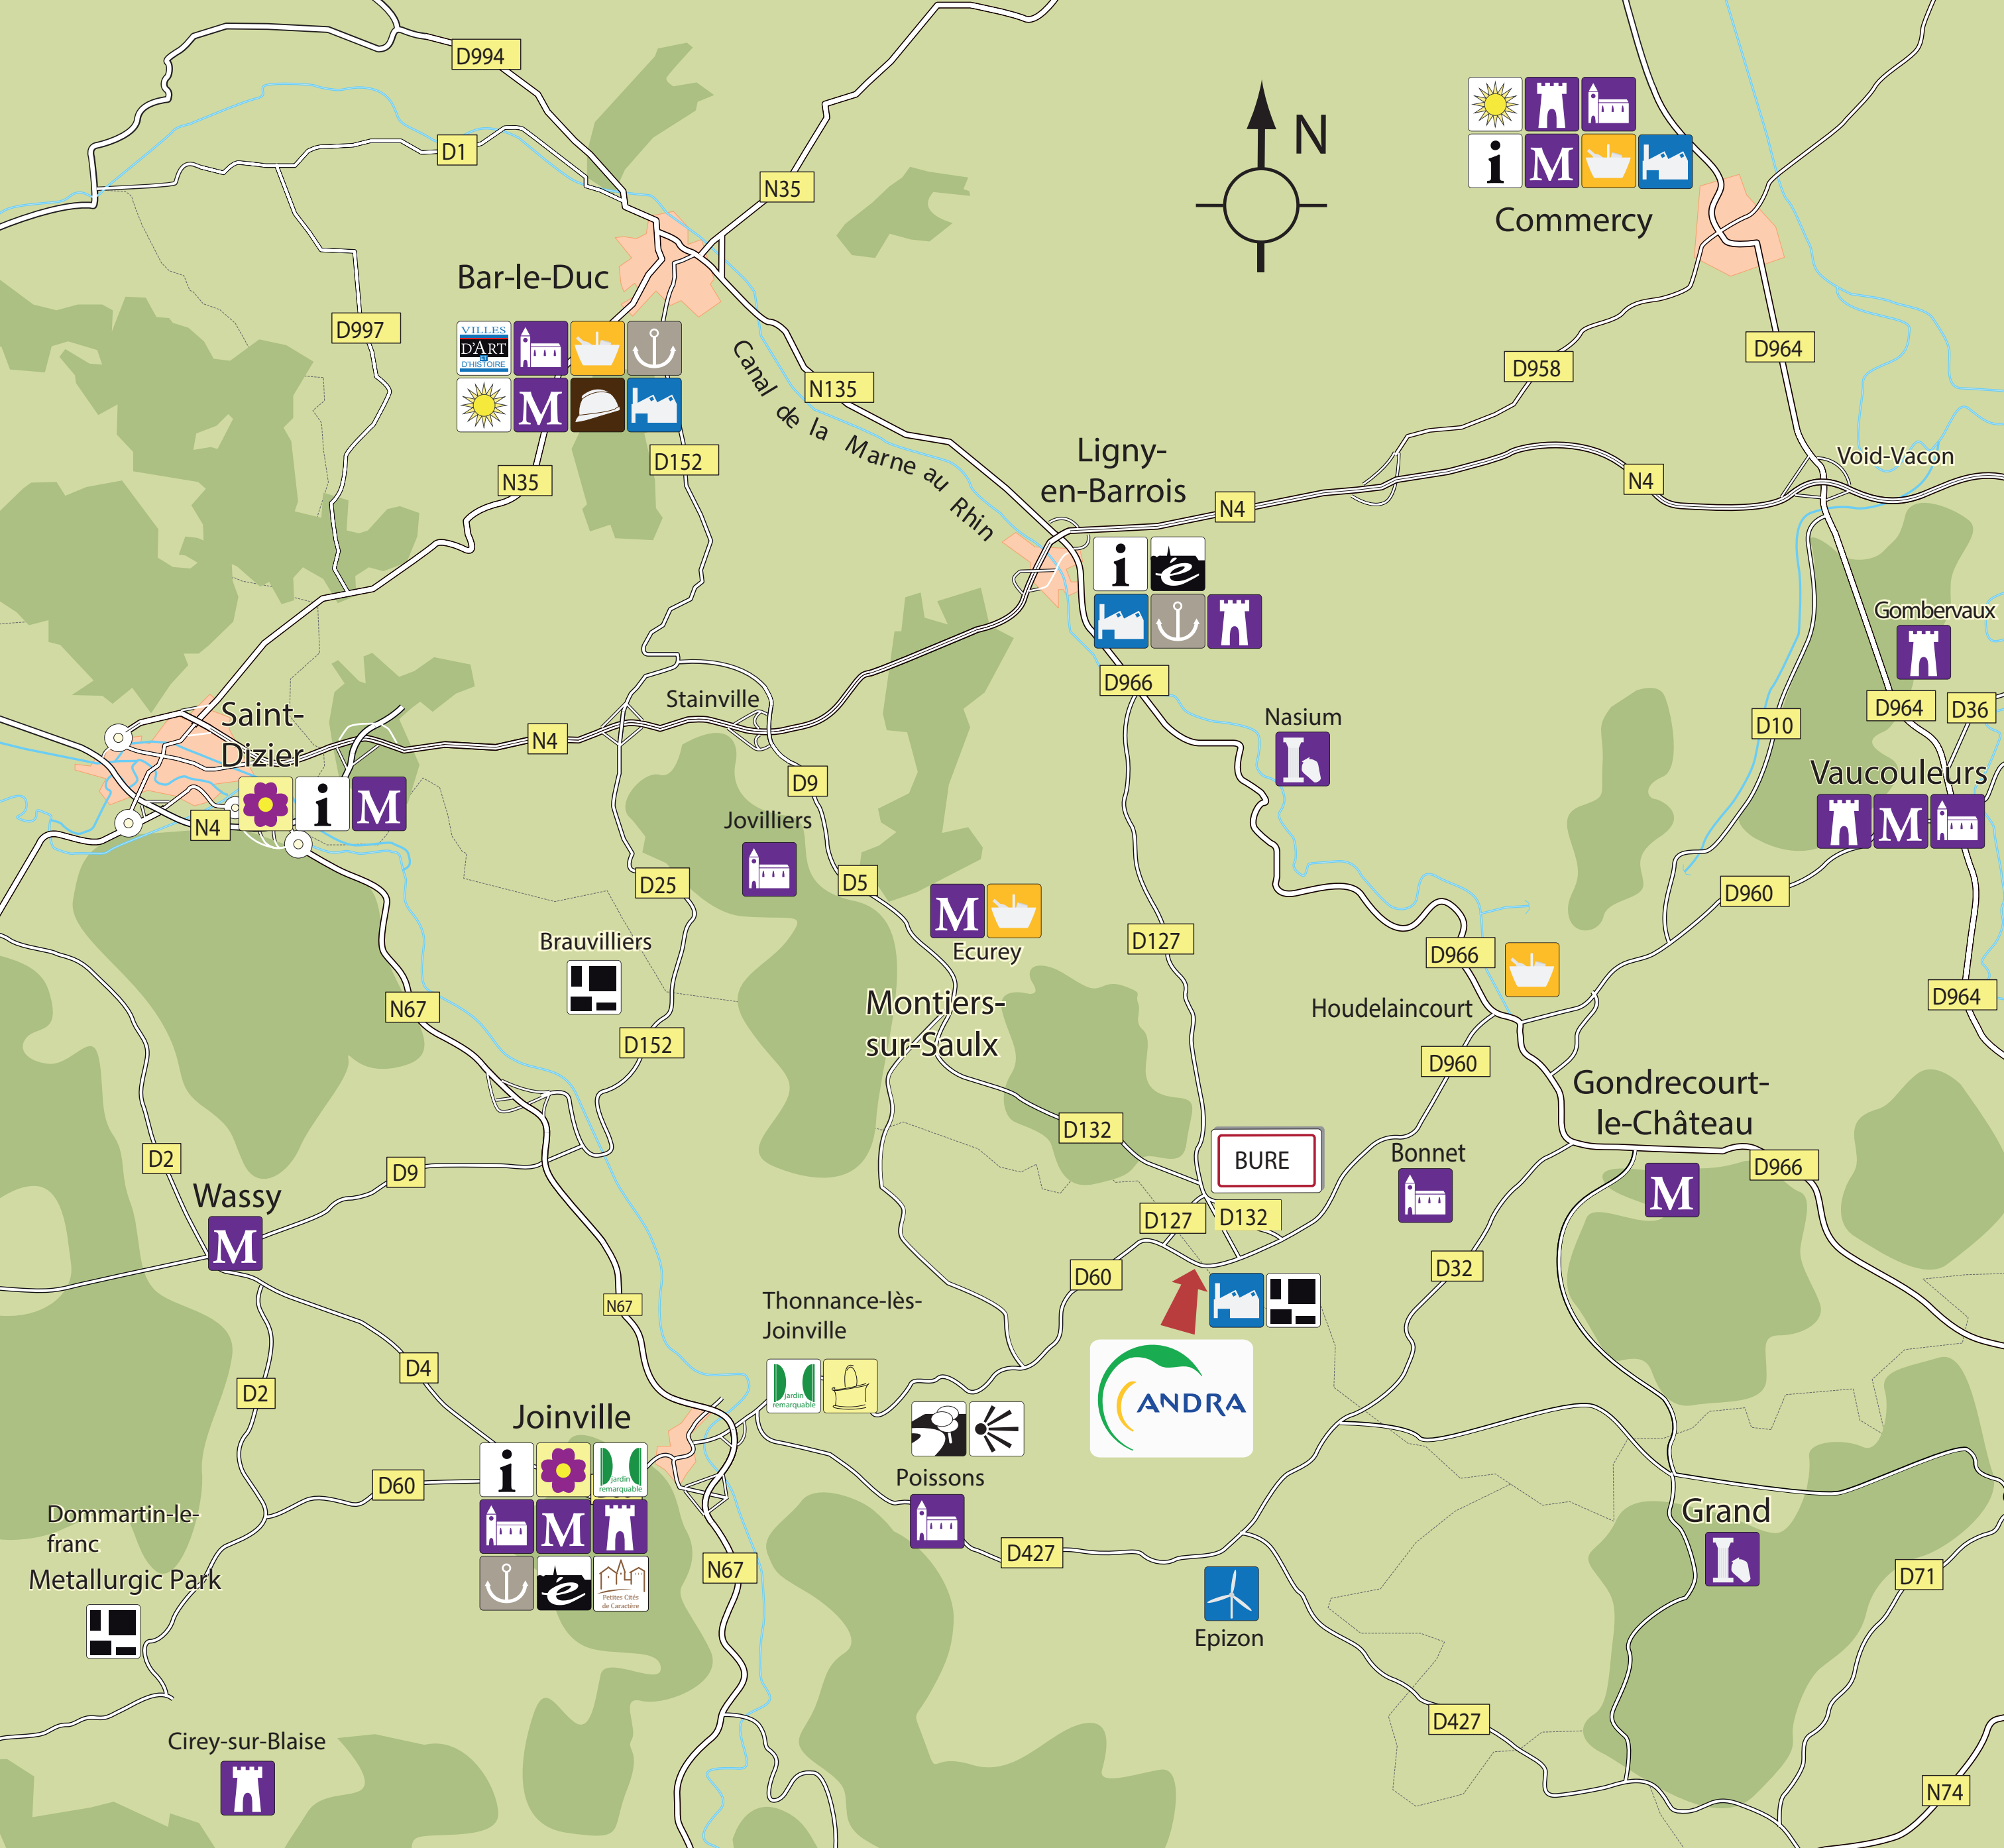 D994
D1
N35
N
Commercy
i
M
Bar-le-Duc
VILLES
D'ART
ET
D'HISTOIRE
M
D997
D964
D958
N135
Canal de la Marne au Rhin
D152
N35
Ligny-
en-Barrois
Void-Vacon
N4
N4
i
é
Gombervaux
D966
Stainville
Nasium
D964
D36
D10
Saint-
Dizier
N4
D9
Vaucouleurs
M
i
M
N4
Jovilliers
D5
D25
D960
M
Ecurey
Brauvilliers
D127
D966
N67
Montiers-
sur-Saulx
Houdelaincourt
D964
D152
D960
Gondrecourt-
le-Château
D132
D2
D9
BURE
Bonnet
D966
Wassy
M
M
D127
D132
D60
D32
N67
Thonnance-lès-
Joinville
D4
D2
jardin
remarquable
ANDRA
Joinville
i
jardin
remarquable
D60
Poissons
Grand
M
Dommartin-le-
franc
Metallurgic Park
é
Petites Cités
de Caractère
N67
D427
D71
Epizon
D427
Cirey-sur-Blaise
N74